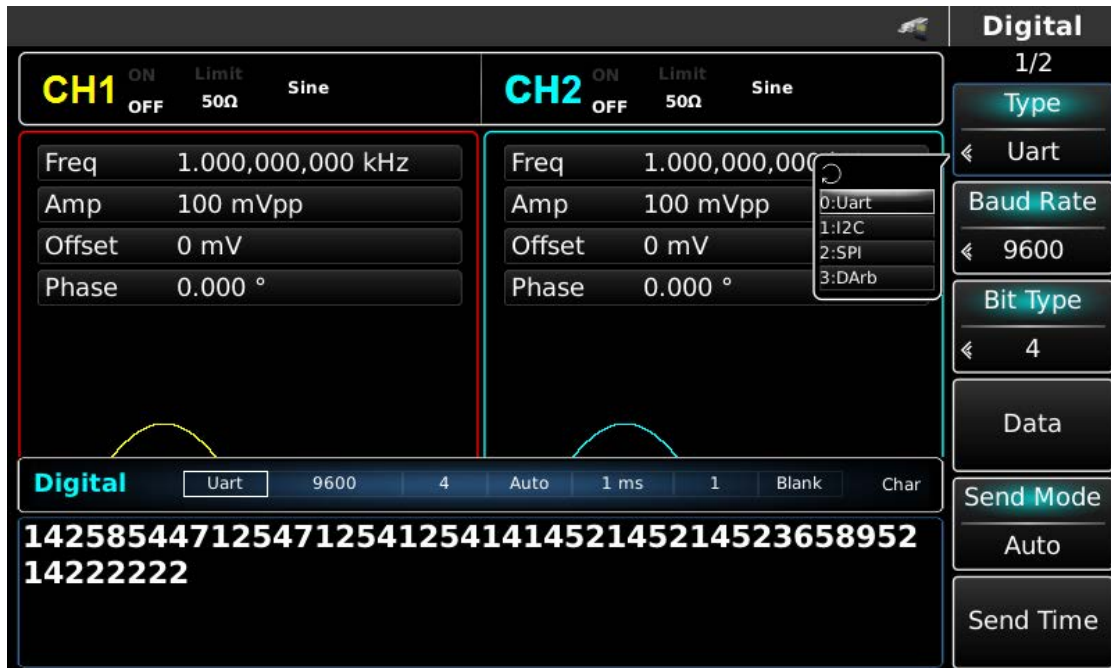 Digital
1/2
CH1 ON OFF Limit 50Ω Sine
CH2 ON OFF Limit 50Ω Sine
Type
Uart
Freq 1.000,000,000 kHz
Amp 100 mVpp
Offset 0 mV
Phase 0.000 °
Freq 1.000,000,000
Amp 100 mVpp
Offset 0 mV
Phase 0.000 °
0:Uart
1:I2C
2:SPI
3:DArb
Baud Rate
9600
Bit Type
4
Data
Send Mode
Auto
Send Time
Digital Uart 9600 4 Auto 1 ms 1 Blank Char
1425854471254712541254141452145214523658952
14222222